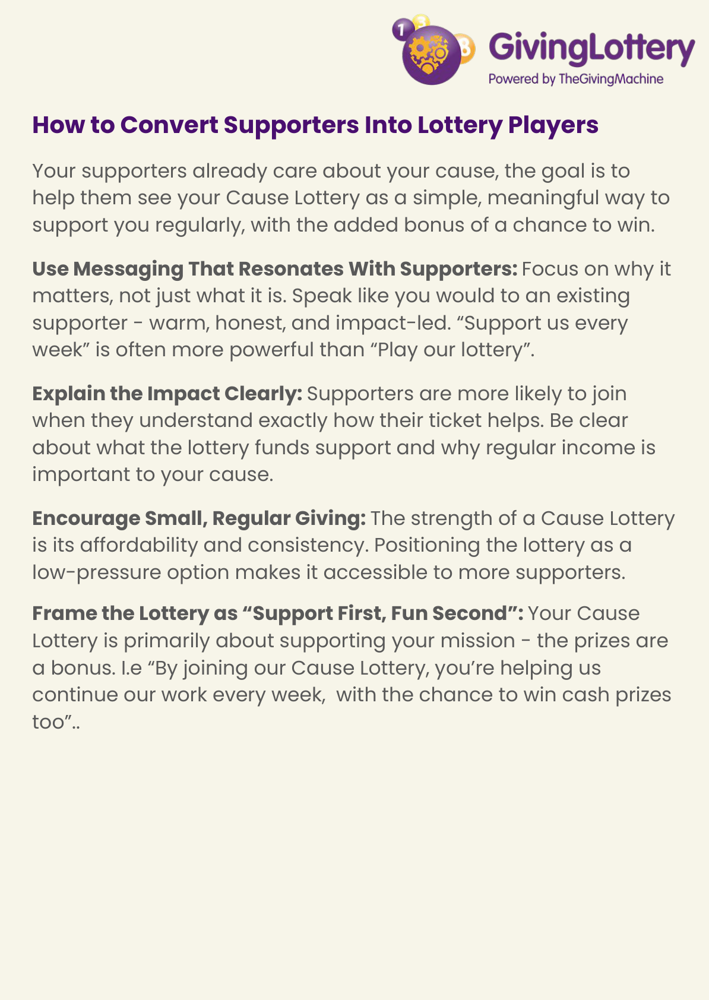 1 3 8
GivingLottery
Powered by TheGivingMachine
How to Convert Supporters Into Lottery Players
Your supporters already care about your cause, the goal is to
help them see your Cause Lottery as a simple, meaningful way to
support you regularly, with the added bonus of a chance to win.
Use Messaging That Resonates With Supporters: Focus on why it
matters, not just what it is. Speak like you would to an existing
supporter - warm, honest, and impact-led. “Support us every
week” is often more powerful than “Play our lottery”.
Explain the Impact Clearly: Supporters are more likely to join
when they understand exactly how their ticket helps. Be clear
about what the lottery funds support and why regular income is
important to your cause.
Encourage Small, Regular Giving: The strength of a Cause Lottery
is its affordability and consistency. Positioning the lottery as a
low-pressure option makes it accessible to more supporters.
Frame the Lottery as “Support First, Fun Second”: Your Cause
Lottery is primarily about supporting your mission - the prizes are
a bonus. I.e “By joining our Cause Lottery, you’re helping us
continue our work every week,  with the chance to win cash prizes
too”..